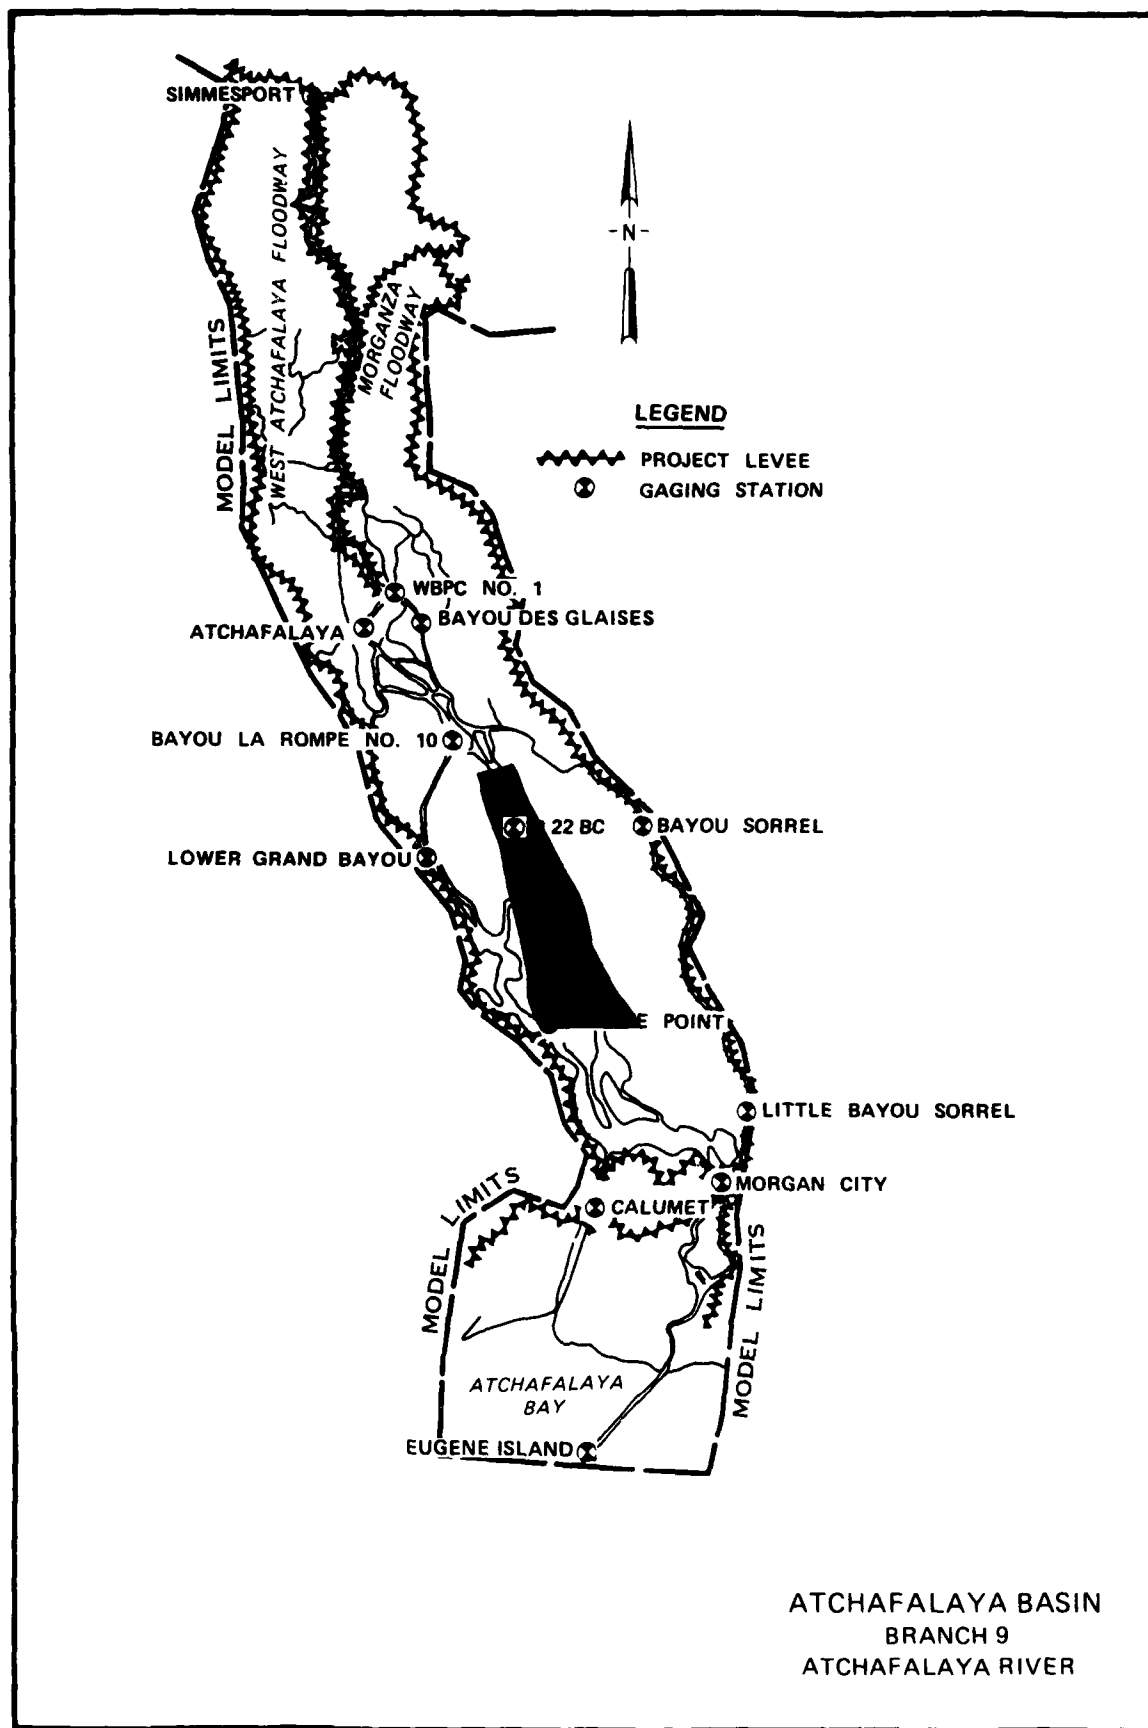 SIMMESPORT
WEST ATCHAFALAYA FLOODWAY
-N-
MORGANZA
FLOODWAY
MODEL LIMITS
LEGEND
PROJECT LEVEE
GAGING STATION
WBPC NO. 1
BAYOU DES GLAISES
ATCHAFALAYA
BAYOU LA ROMPE NO. 10
22 BC
BAYOU SORREL
LOWER GRAND BAYOU
E POINT
LITTLE BAYOU SORREL
MORGAN CITY
CALUMET
MODEL LIMITS
MODEL LIMITS
ATCHAFALAYA
BAY
EUGENE ISLAND
ATCHAFALAYA BASIN
BRANCH 9
ATCHAFALAYA RIVER